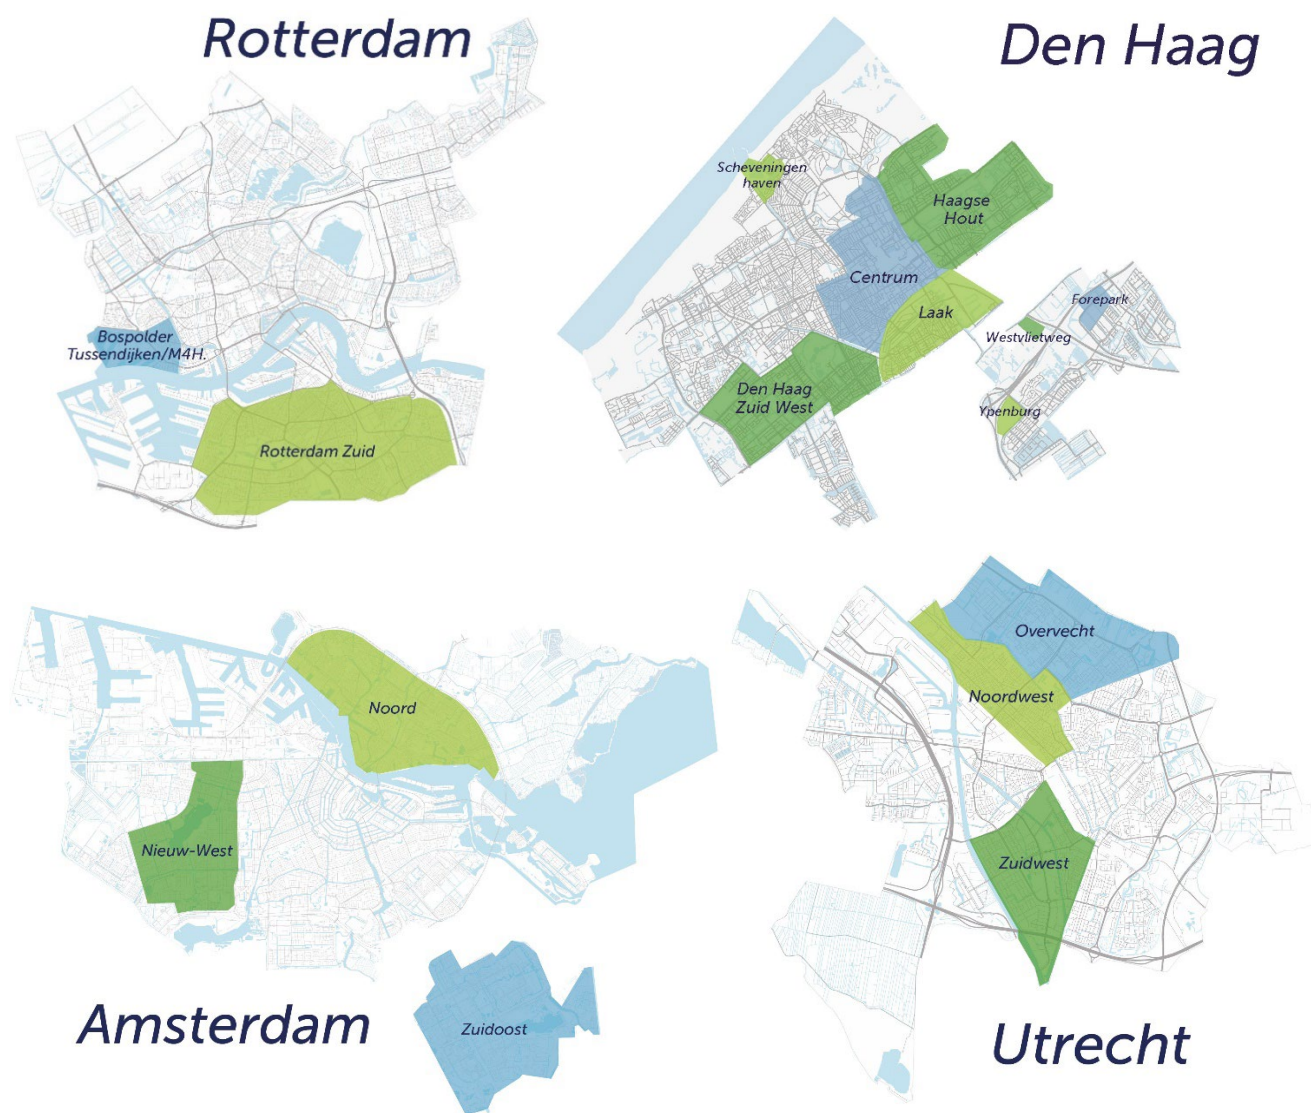 Rotterdam
Bospolder
Tussendijken/M4H.
Rotterdam Zuid
Den Haag
Scheveningen
haven
Haagse
Hout
Centrum
Laak
Forepark
Westvlietweg
Den Haag
Zuid West
Ypenburg
Noord
Nieuw-West
Zuidoost
Amsterdam
Overvecht
Noordwest
Zuidwest
Utrecht